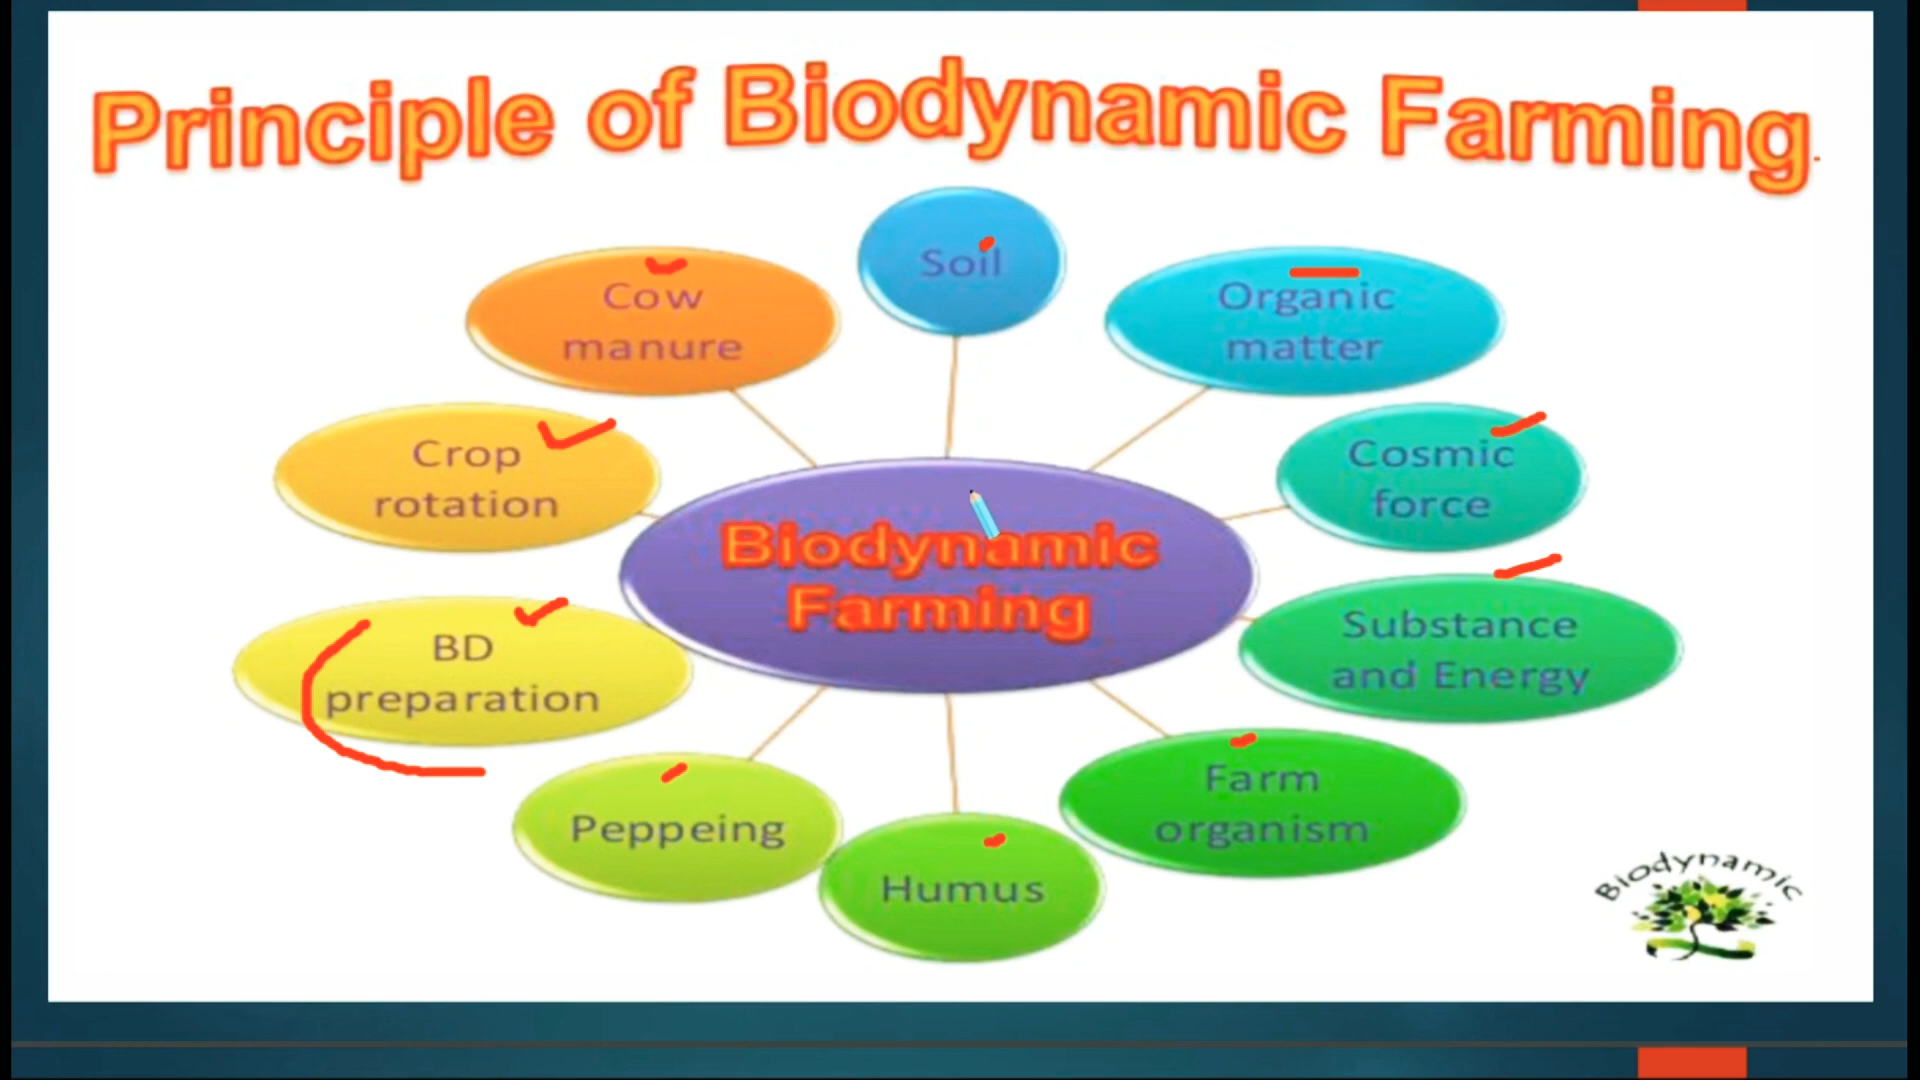 Principle of Biodynamic Farming
Soil
Cow
manure
Organic
matter
Crop
rotation
Cosmic
force
Biodynamic
Farming
BD
preparation
Substance
and Energy
Peppeing
Farm
organism
Humus
Biodynamic